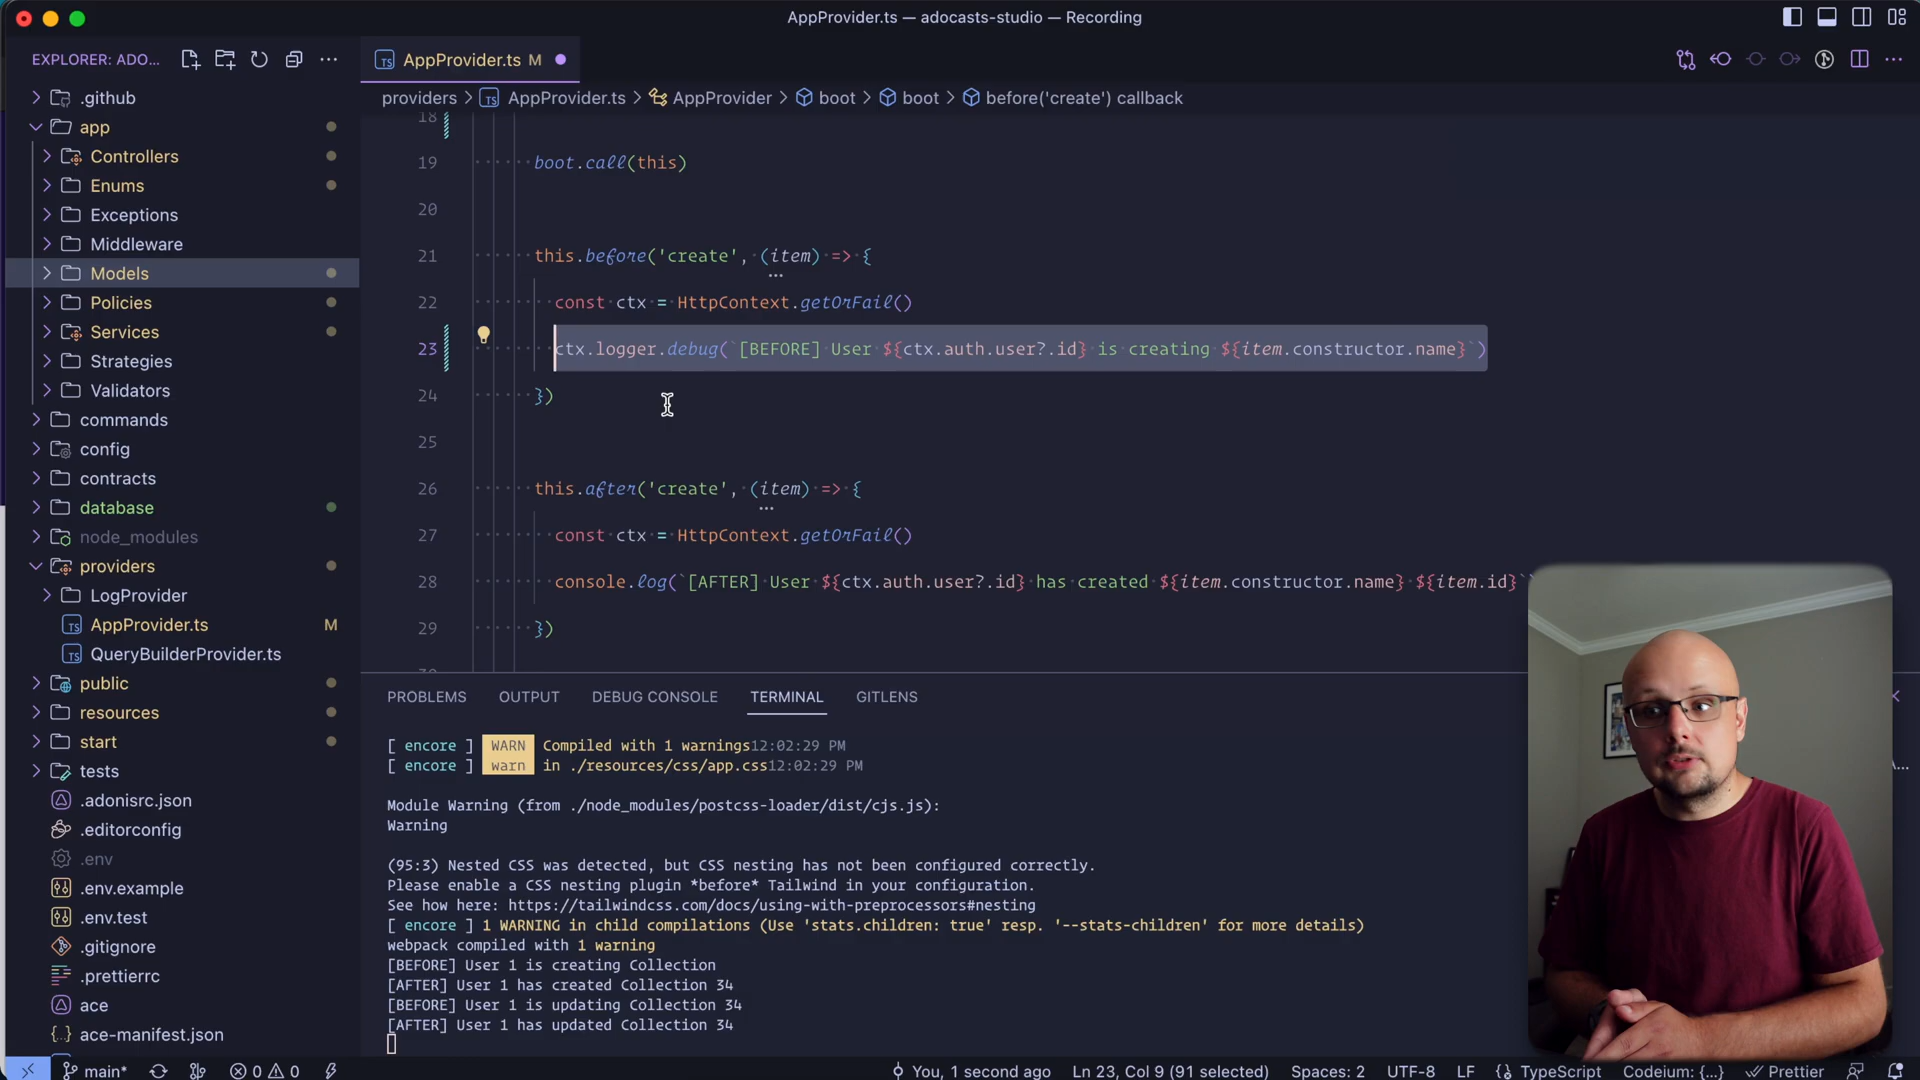 AppProvider.ts — adocasts-studio — Recording
EXPLORER: ADO...
AppProvider.ts M
providers > AppProvider.ts > AppProvider > boot > boot > before('create') callback
.github
app
Controllers
Enums
Exceptions
Middleware
Models
Policies
Services
Strategies
Validators
commands
config
contracts
database
node_modules
providers
LogProvider
AppProvider.ts M
QueryBuilderProvider.ts
public
resources
start
tests
.adonisrc.json
.editorconfig
.env
.env.example
.env.test
.gitignore
.prettierrc
ace
ace-manifest.json
18
19 boot.call(this)
20
21 this.before('create', (item) => {
22 const ctx = HttpContext.getOrFail()
23 ctx.logger.debug(`[BEFORE] User ${ctx.auth.user?.id} is creating ${item.constructor.name}`)
24 })
25
26 this.after('create', (item) => {
27 const ctx = HttpContext.getOrFail()
28 console.log(`[AFTER] User ${ctx.auth.user?.id} has created ${item.constructor.name} ${item.id}`)
29 })
PROBLEMS OUTPUT DEBUG CONSOLE TERMINAL GITLENS
[ encore ] WARN Compiled with 1 warnings12:02:29 PM
[ encore ] warn in ./resources/css/app.css12:02:29 PM
Module Warning (from ./node_modules/postcss-loader/dist/cjs.js):
Warning
(95:3) Nested CSS was detected, but CSS nesting has not been configured correctly.
Please enable a CSS nesting plugin *before* Tailwind in your configuration.
See how here: https://tailwindcss.com/docs/using-with-preprocessors#nesting
[ encore ] 1 WARNING in child compilations (Use 'stats.children: true' resp. '--stats-children' for more details)
webpack compiled with 1 warning
[BEFORE] User 1 is creating Collection
[AFTER] User 1 has created Collection 34
[BEFORE] User 1 is updating Collection 34
[AFTER] User 1 has updated Collection 34
main* 0 0 You, 1 second ago Ln 23, Col 9 (91 selected) Spaces: 2 UTF-8 LF TypeScript Codeium: {...} Prettier